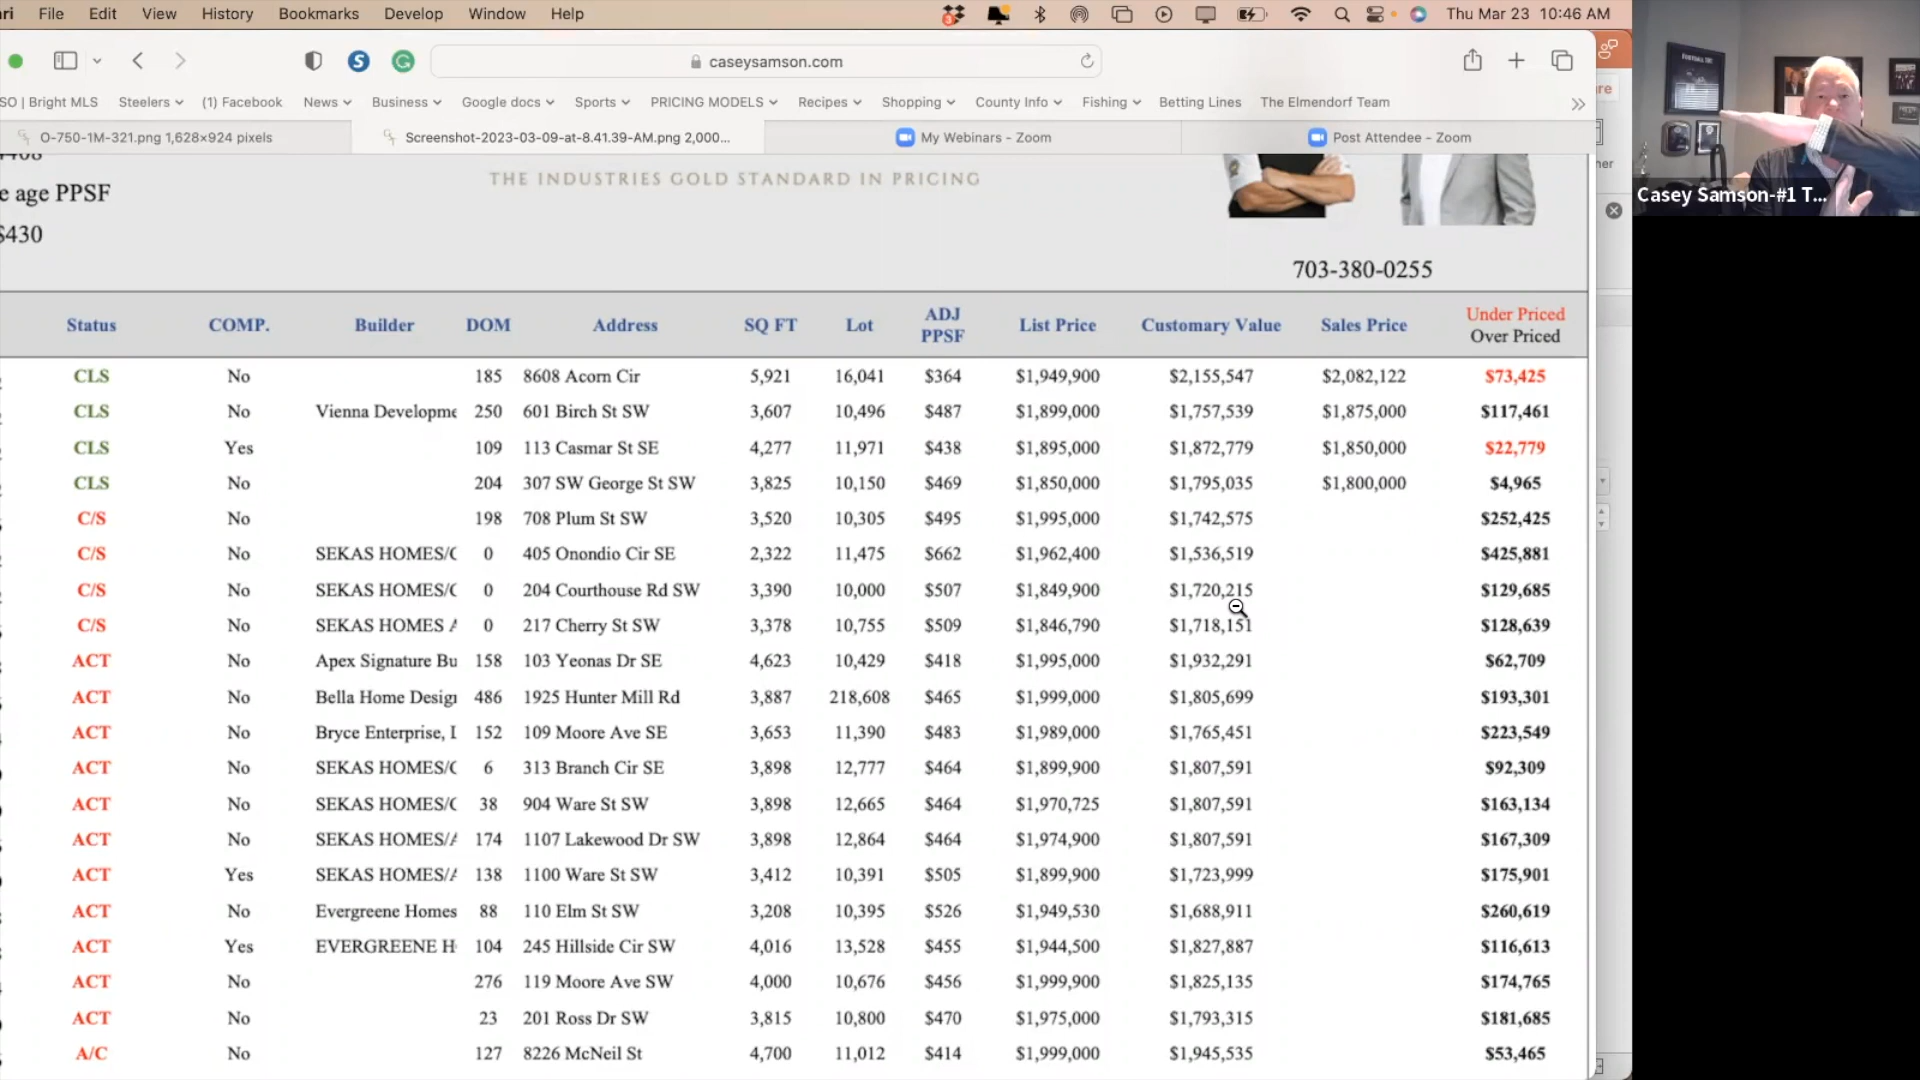 ri File Edit View History Bookmarks Develop Window Help 3 Thu Mar 23 10:46 AM
S G caseysamson.com
SO | Bright MLS Steelers (1) Facebook News Business Google docs Sports PRICING MODELS Recipes Shopping County Info Fishing Betting Lines The Elmendorf Team
O-750-1M-321.png 1,628×924 pixels Screenshot-2023-03-09-at-8.41.39-AM.png 2,000... My Webinars - Zoom Post Attendee - Zoom
Casey Samson-#1 T...
THE INDUSTRIES GOLD STANDARD IN PRICING
e age PPSF
$430
703-380-0255
Status COMP. Builder DOM Address SQ FT Lot ADJ PPSF List Price Customary Value Sales Price Under Priced Over Priced
CLS No 185 8608 Acorn Cir 5,921 16,041 $364 $1,949,900 $2,155,547 $2,082,122 $73,425
CLS No Vienna Developme 250 601 Birch St SW 3,607 10,496 $487 $1,899,000 $1,757,539 $1,875,000 $117,461
CLS Yes 109 113 Casmar St SE 4,277 11,971 $438 $1,895,000 $1,872,779 $1,850,000 $22,779
CLS No 204 307 SW George St SW 3,825 10,150 $469 $1,850,000 $1,795,035 $1,800,000 $4,965
C/S No 198 708 Plum St SW 3,520 10,305 $495 $1,995,000 $1,742,575 $252,425
C/S No SEKAS HOMES/ 0 405 Onondio Cir SE 2,322 11,475 $662 $1,962,400 $1,536,519 $425,881
C/S No SEKAS HOMES/ 0 204 Courthouse Rd SW 3,390 10,000 $507 $1,849,900 $1,720,215 $129,685
C/S No SEKAS HOMES 0 217 Cherry St SW 3,378 10,755 $509 $1,846,790 $1,718,151 $128,639
ACT No Apex Signature Bu 158 103 Yeonas Dr SE 4,623 10,429 $418 $1,995,000 $1,932,291 $62,709
ACT No Bella Home Desig 486 1925 Hunter Mill Rd 3,887 218,608 $465 $1,999,000 $1,805,699 $193,301
ACT No Bryce Enterprise, 152 109 Moore Ave SE 3,653 11,390 $483 $1,989,000 $1,765,451 $223,549
ACT No SEKAS HOMES/ 6 313 Branch Cir SE 3,898 12,777 $464 $1,899,900 $1,807,591 $92,309
ACT No SEKAS HOMES/ 38 904 Ware St SW 3,898 12,665 $464 $1,970,725 $1,807,591 $163,134
ACT No SEKAS HOMES/ 174 1107 Lakewood Dr SW 3,898 12,864 $464 $1,974,900 $1,807,591 $167,309
ACT Yes SEKAS HOMES/ 138 1100 Ware St SW 3,412 10,391 $505 $1,899,900 $1,723,999 $175,901
ACT No Evergreene Homes 88 110 Elm St SW 3,208 10,395 $526 $1,949,530 $1,688,911 $260,619
ACT Yes EVERGREENE H 104 245 Hillside Cir SW 4,016 13,528 $455 $1,944,500 $1,827,887 $116,613
ACT No 276 119 Moore Ave SW 4,000 10,676 $456 $1,999,900 $1,825,135 $174,765
ACT No 23 201 Ross Dr SW 3,815 10,800 $470 $1,975,000 $1,793,315 $181,685
A/C No 127 8226 McNeil St 4,700 11,012 $414 $1,999,000 $1,945,535 $53,465